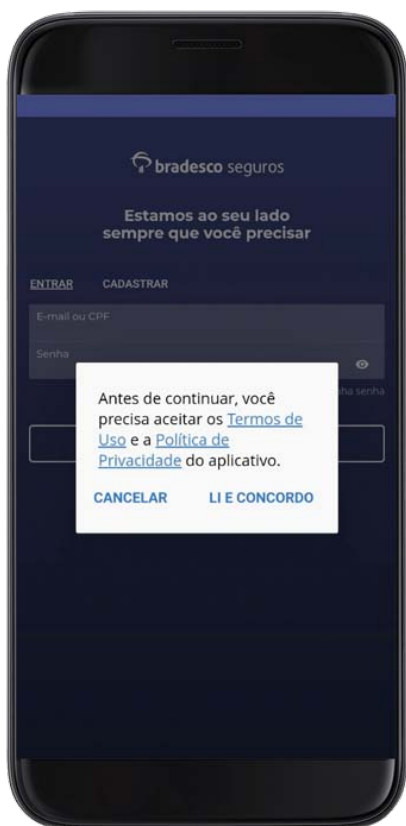 bradesco seguros
Estamos ao seu lado
sempre que você precisar
ENTRAR CADASTRAR
E-mail ou CPF
Senha
senha
Antes de continuar, você
precisa aceitar os Termos de
Uso e a Política de
Privacidade do aplicativo.
CANCELAR LI E CONCORDO